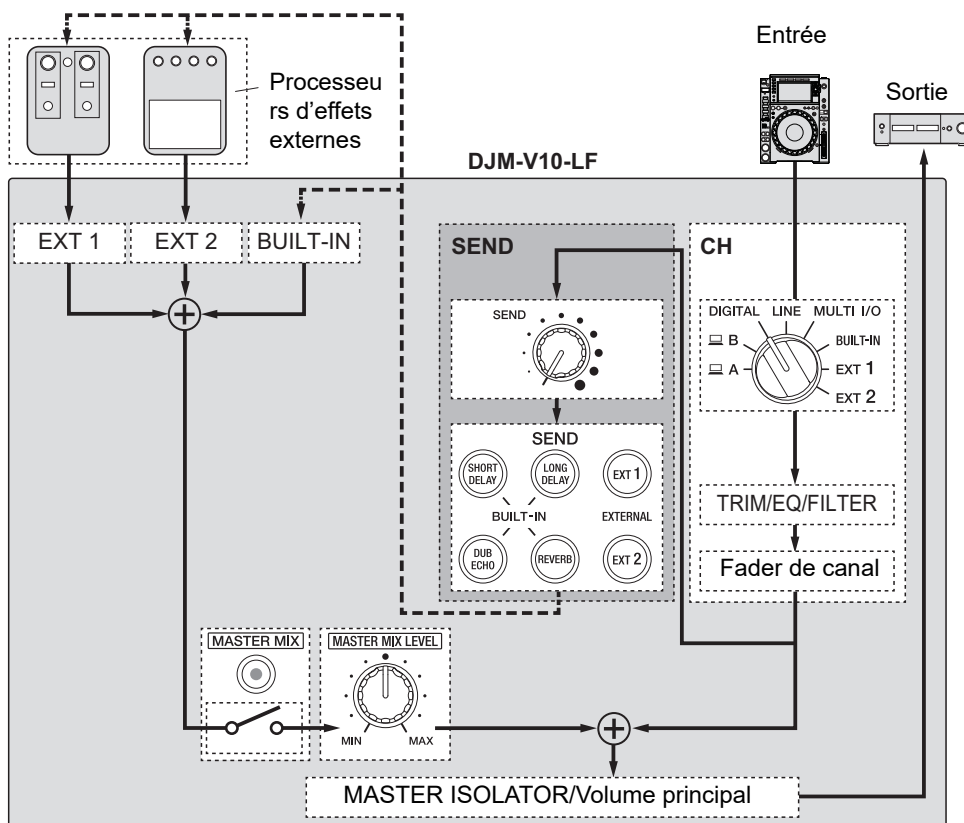 Entrée
Processeu
rs d'effets
externes
Sortie
DJM-V10-LF
EXT 1
EXT 2
BUILT-IN
SEND
CH
SEND
DIGITAL
LINE
MULTI I/O
B
BUILT-IN
A
EXT 1
EXT 2
SEND
SHORT
DELAY
LONG
DELAY
EXT 1
BUILT-IN
EXTERNAL
DUB
ECHO
REVERB
EXT 2
TRIM/EQ/FILTER
Fader de canal
MASTER MIX
MASTER MIX LEVEL
MIN
MAX
MASTER ISOLATOR/Volume principal